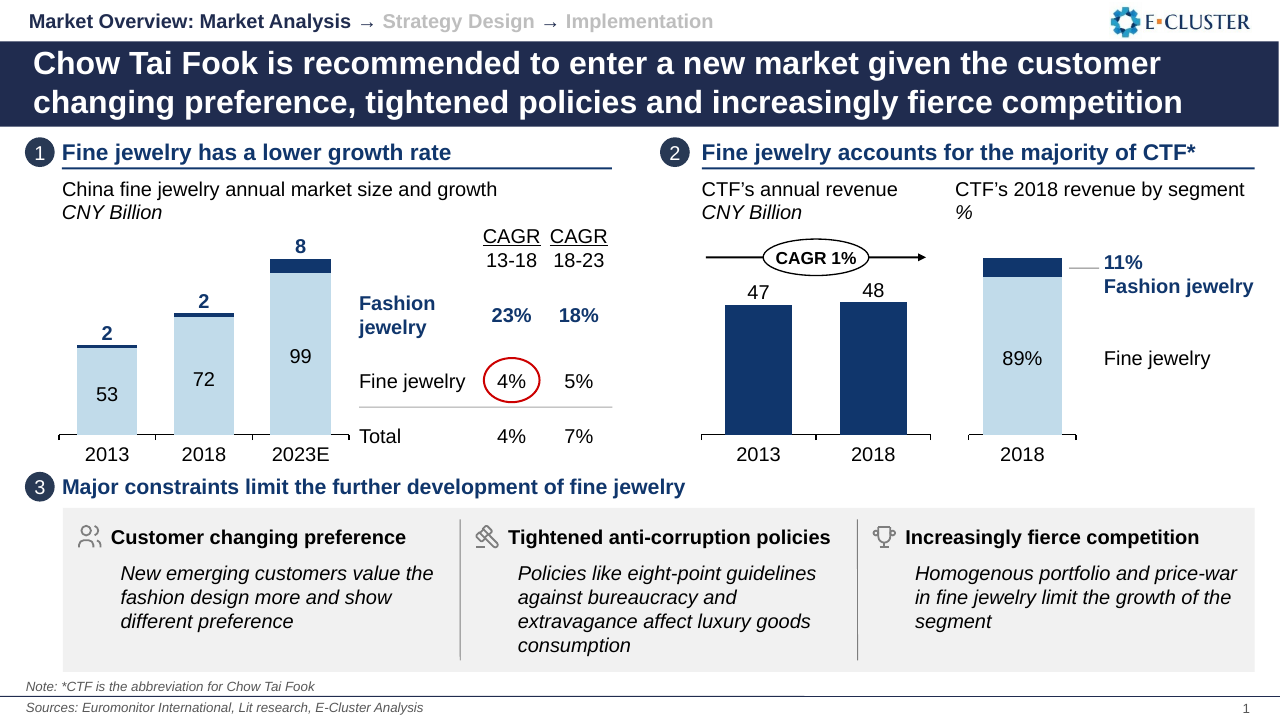 Market Overview: Market Analysis → Strategy Design → Implementation
E·CLUSTER
Chow Tai Fook is recommended to enter a new market given the customer
changing preference, tightened policies and increasingly fierce competition
1 Fine jewelry has a lower growth rate
China fine jewelry annual market size and growth
CNY Billion
2
53
2013
2
72
2018
8
99
2023E
CAGR CAGR
13-18 18-23
Fashion
jewelry 23% 18%
Fine jewelry 4% 5%
Total 4% 7%
2 Fine jewelry accounts for the majority of CTF*
CTF’s annual revenue
CNY Billion
CAGR 1%
47 48
2013 2018
CTF’s 2018 revenue by segment
%
11%
Fashion jewelry
89% Fine jewelry
2018
3 Major constraints limit the further development of fine jewelry
Customer changing preference
New emerging customers value the
fashion design more and show
different preference
Tightened anti-corruption policies
Policies like eight-point guidelines
against bureaucracy and
extravagance affect luxury goods
consumption
Increasingly fierce competition
Homogenous portfolio and price-war
in fine jewelry limit the growth of the
segment
Note: *CTF is the abbreviation for Chow Tai Fook
Sources: Euromonitor International, Lit research, E-Cluster Analysis
1